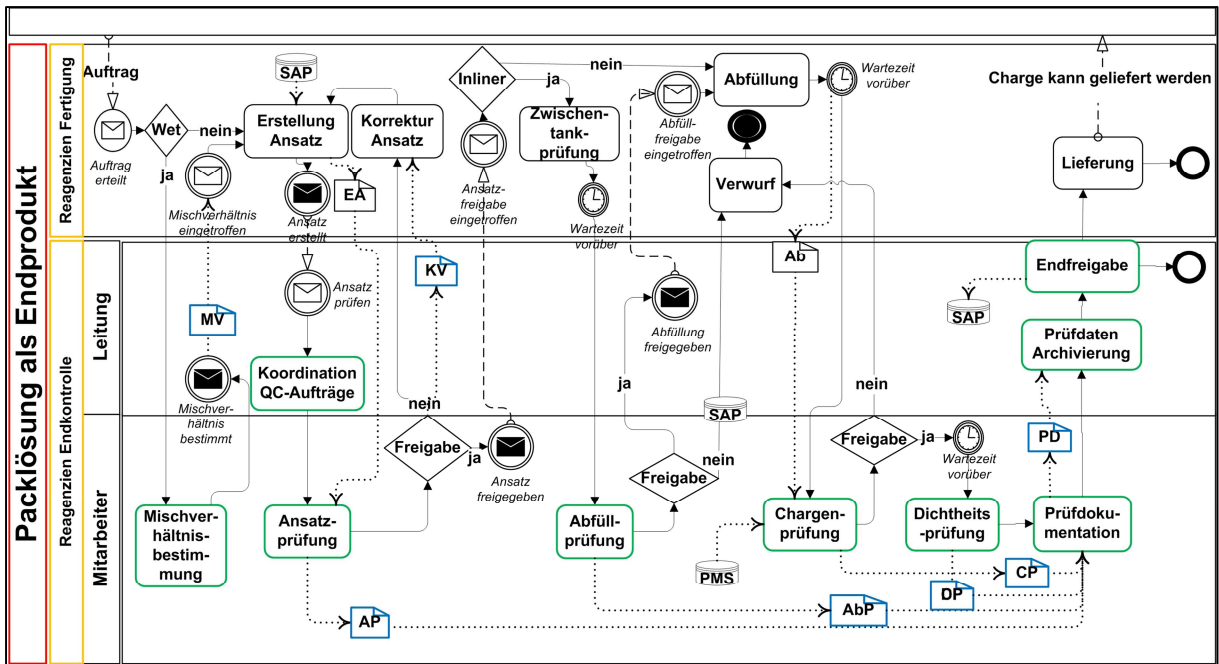 Packlösung als Endprodukt
Reagenzien Fertigung
Reagenzien Endkontrolle
Leitung
Mitarbeiter
Auftrag
Auftrag
erteilt
Wet
nein
ja
SAP
Erstellung
Ansatz
Korrektur
Ansatz
Mischverhältnis
eingetroffen
Ansatz
erstellt
EA
Inliner
nein
ja
Ansatz-
freigabe
eingetroffen
Zwischen-
tank-
prüfung
Wartezeit
vorüber
Abfüll-
freigabe
eingetroffen
Abfüllung
Wartezeit
vorüber
Verwurf
Charge kann geliefert werden
Lieferung
MV
Mischver-
hältnis
bestimmt
Ansatz
prüfen
Koordination
QC-Aufträge
KV
nein
Abfüllung
freigegeben
ja
SAP
Ab
nein
Endfreigabe
SAP
Prüfdaten
Archivierung
Mischver-
hältnis-
bestim-
mung
Ansatz-
prüfung
Freigabe
ja
Ansatz
freigegeben
AP
Abfüll-
prüfung
Freigabe
nein
AbP
PMS
Chargen-
prüfung
Freigabe
ja
Wartezeit
vorüber
Dichtheits
-prüfung
PD
Prüfdoku-
mentation
CP
DP